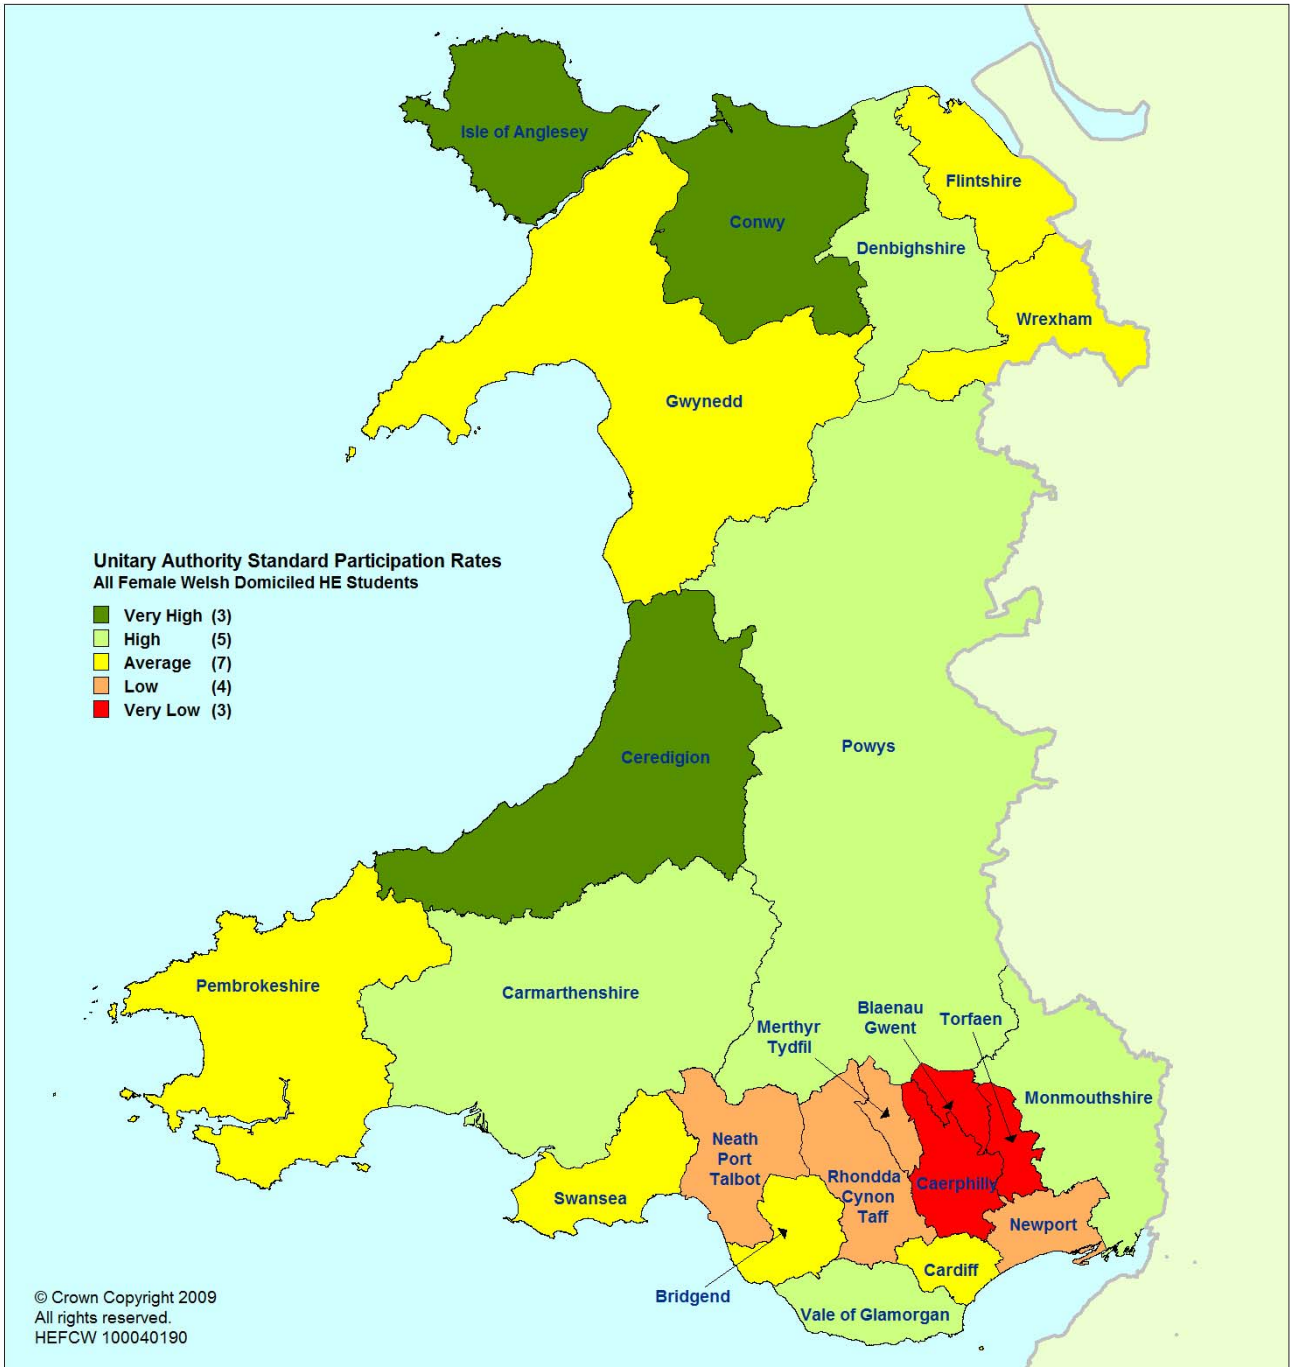 Isle of Anglesey
Flintshire
Conwy
Denbighshire
Wrexham
Gwynedd
Unitary Authority Standard Participation Rates
All Female Welsh Domiciled HE Students
Very High (3)
High (5)
Average (7)
Low (4)
Very Low (3)
Ceredigion
Powys
Pembrokeshire
Carmarthenshire
Merthyr
Tydfil
Blaenau
Gwent
Torfaen
Monmouthshire
Neath
Port
Talbot
Rhondda
Cynon
Taff
Caerphilly
Swansea
Newport
Cardiff
Bridgend
Vale of Glamorgan
© Crown Copyright 2009
All rights reserved.
HEFCW 100040190